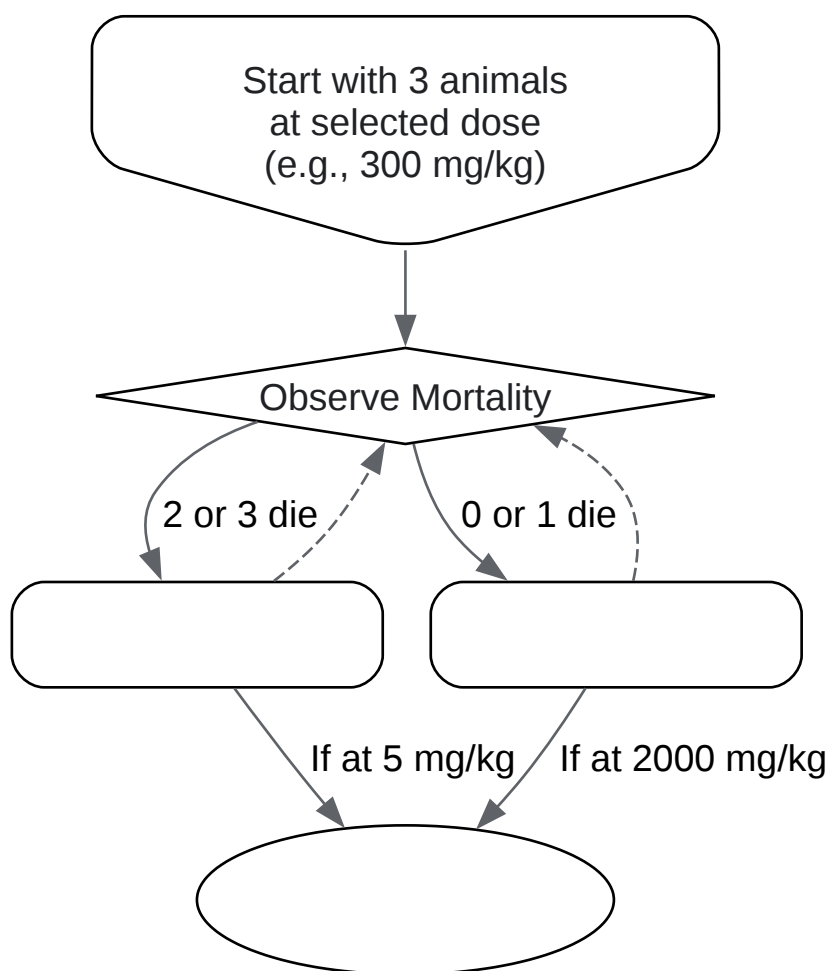 Start with 3 animals
at selected dose
(e.g., 300 mg/kg)
Observe Mortality
2 or 3 die
0 or 1 die
If at 5 mg/kg
If at 2000 mg/kg